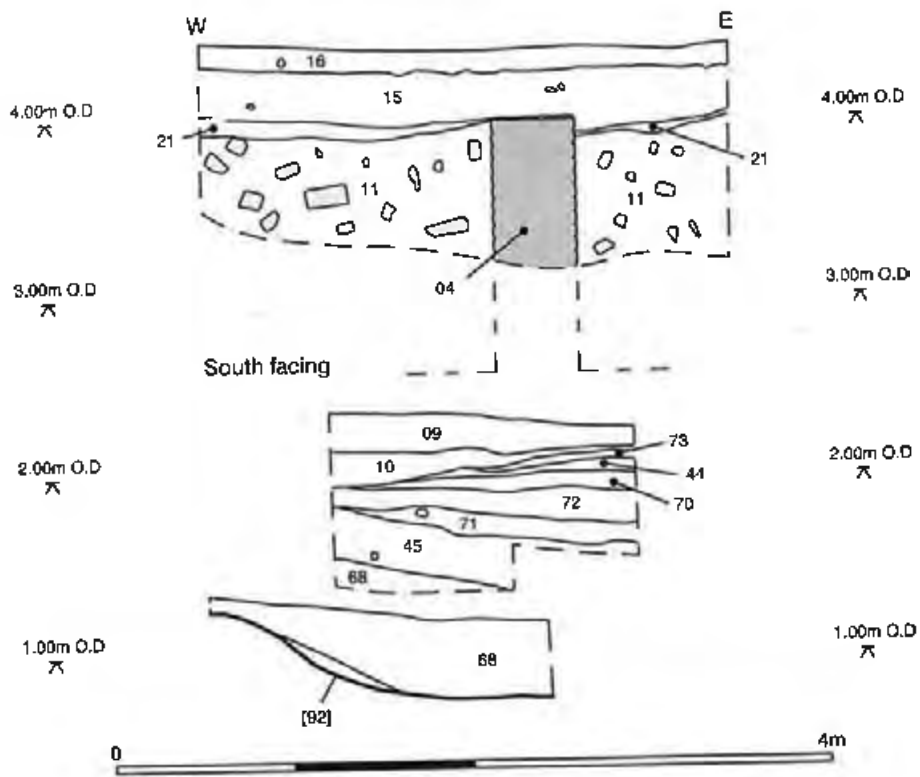 W E
16
15
4.00m O.D 4.00m O.D
21 21
11 11
04
3.00m O.D 3.00m O.D
South facing
09
73
10
44
2.00m O.D 2.00m O.D
70
72
71
45
68
1.00m O.D 1.00m O.D
68
[92]
0 4m